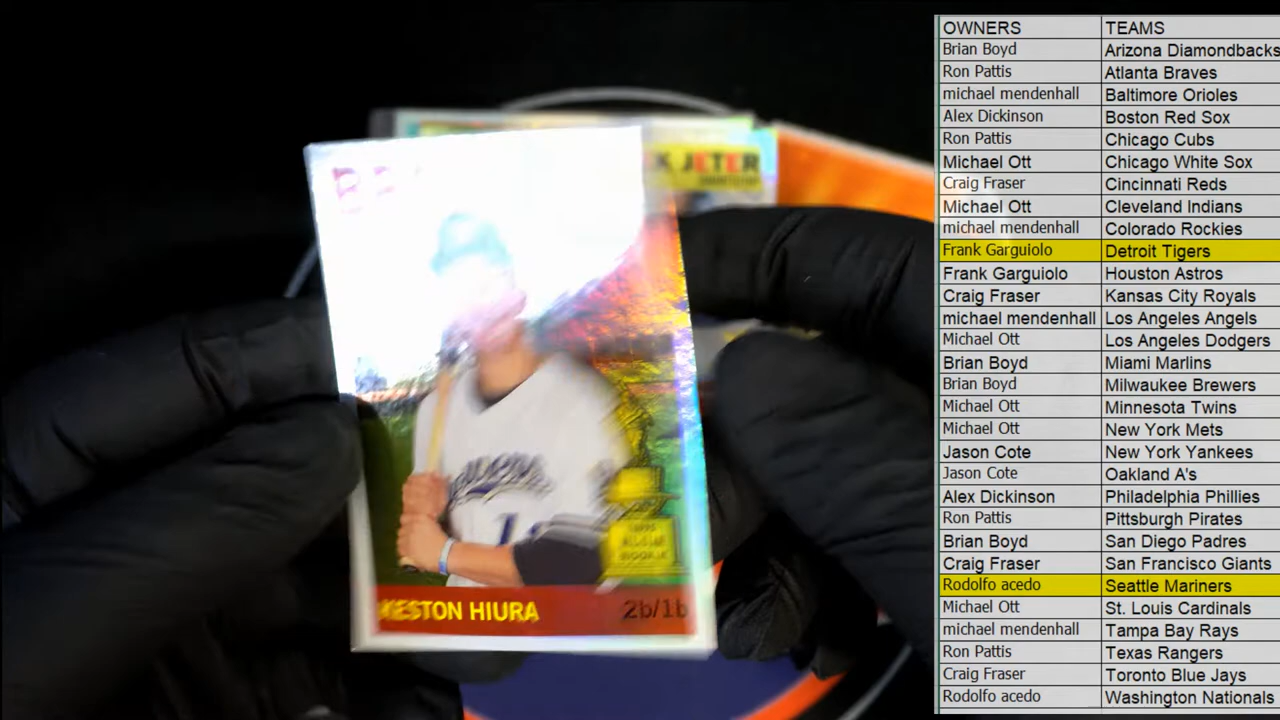 K JETER
KESTON HIURA
2b/1b
OWNERS TEAMS
Brian Boyd Arizona Diamondbacks
Ron Pattis Atlanta Braves
michael mendenhall Baltimore Orioles
Alex Dickinson Boston Red Sox
Ron Pattis Chicago Cubs
Michael Ott Chicago White Sox
Craig Fraser Cincinnati Reds
Michael Ott Cleveland Indians
michael mendenhall Colorado Rockies
Frank Garguiolo Detroit Tigers
Frank Garguiolo Houston Astros
Craig Fraser Kansas City Royals
michael mendenhall Los Angeles Angels
Michael Ott Los Angeles Dodgers
Brian Boyd Miami Marlins
Brian Boyd Milwaukee Brewers
Michael Ott Minnesota Twins
Michael Ott New York Mets
Jason Cote New York Yankees
Jason Cote Oakland A's
Alex Dickinson Philadelphia Phillies
Ron Pattis Pittsburgh Pirates
Brian Boyd San Diego Padres
Craig Fraser San Francisco Giants
Rodolfo acedo Seattle Mariners
Michael Ott St. Louis Cardinals
michael mendenhall Tampa Bay Rays
Ron Pattis Texas Rangers
Craig Fraser Toronto Blue Jays
Rodolfo acedo Washington Nationals